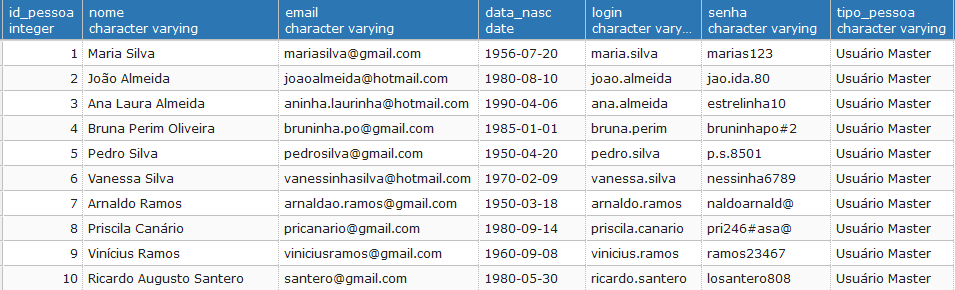 id_pessoa nome email data_nasc login senha tipo_pessoa
integer character varying character varying date character vary... character varying character varying
1 Maria Silva mariasilva@gmail.com 1956-07-20 maria.silva marias123 Usuário Master
2 João Almeida joaoalmeida@hotmail.com 1980-08-10 joao.almeida jao.ida.80 Usuário Master
3 Ana Laura Almeida aninha.laurinha@hotmail.com 1990-04-06 ana.almeida estrelinha10 Usuário Master
4 Bruna Perim Oliveira bruninha.po@gmail.com 1985-01-01 bruna.perim bruninhapo#2 Usuário Master
5 Pedro Silva pedrosilva@gmail.com 1950-04-20 pedro.silva p.s.8501 Usuário Master
6 Vanessa Silva vanessinhasilva@hotmail.com 1970-02-09 vanessa.silva nessinha6789 Usuário Master
7 Arnaldo Ramos arnaldao.ramos@gmail.com 1950-03-18 arnaldo.ramos naldoarnald@ Usuário Master
8 Priscila Canário pricanario@gmail.com 1980-09-14 priscila.canario pri246#asa@ Usuário Master
9 Vinícius Ramos viniciusramos@gmail.com 1960-09-08 vinicius.ramos ramos23467 Usuário Master
10 Ricardo Augusto Santero santero@gmail.com 1980-05-30 ricardo.santero losantero808 Usuário Master